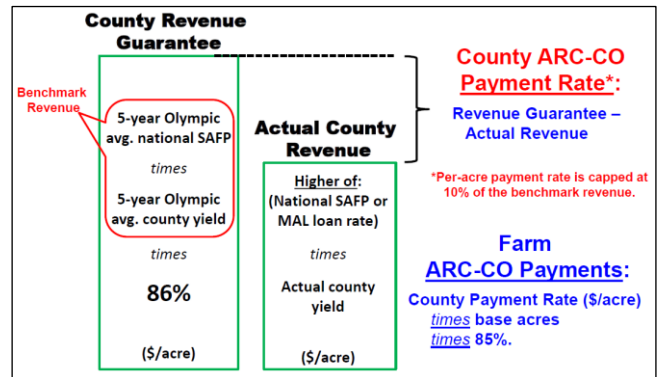 County Revenue
Guarantee
Benchmark
Revenue
5-year Olympic
avg. national SAFP
times
5-year Olympic
avg. county yield
times
86%
($/acre)
Actual County
Revenue
Higher of:
(National SAFP or
MAL loan rate)
times
Actual county
yield
($/acre)
County ARC-CO
Payment Rate*:
Revenue Guarantee –
Actual Revenue
*Per-acre payment rate is capped at
10% of the benchmark revenue.
Farm
ARC-CO Payments:
County Payment Rate ($/acre)
times base acres
times 85%.